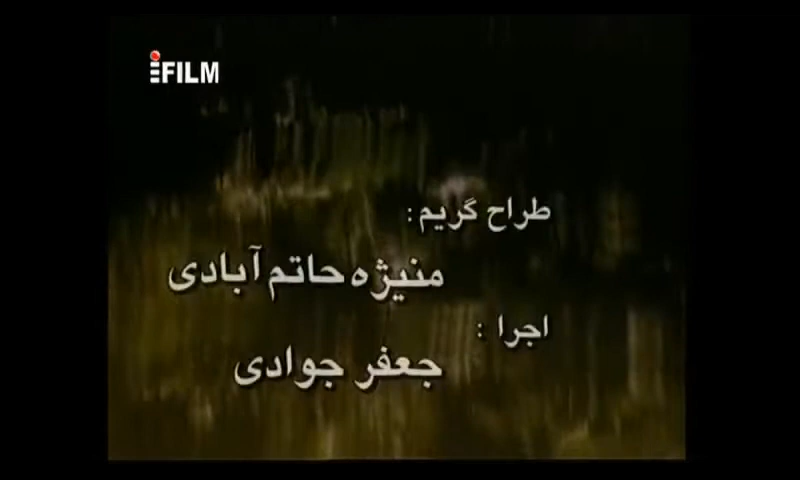 iFILM
طراح گریم :
منیژه حاتم آبادی
اجرا :
جعفر جوادی